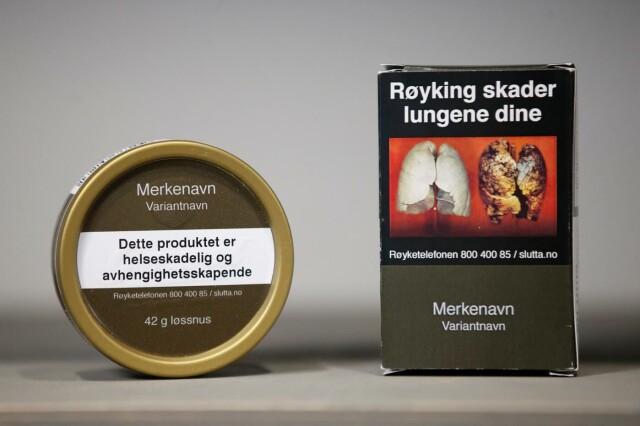 Merkenavn
Variantnavn
Dette produktet er
helseskadelig og
avhengighetsskapende
Røyketelefonen 800 400 85 / slutta.no
42 g løssnus
Røyking skader
lungene dine
Røyketelefonen 800 400 85 / slutta.no
Merkenavn
Variantnavn